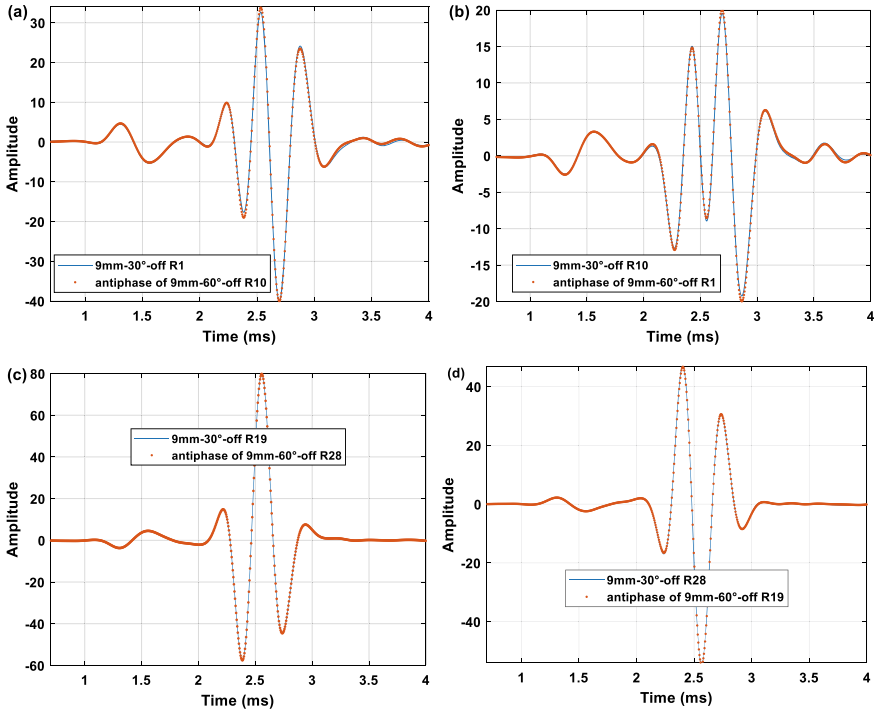 (a)
30
20
10
0
-10
-20
-30
-40
Amplitude
9mm-30°-off R1
antiphase of 9mm-60°-off R10
1 1.5 2 2.5 3 3.5 4
Time (ms)
(b)
20
15
10
5
0
-5
-10
-15
-20
Amplitude
9mm-30°-off R10
antiphase of 9mm-60°-off R1
1 1.5 2 2.5 3 3.5 4
Time (ms)
(c)
80
60
40
20
0
-20
-40
-60
Amplitude
9mm-30°-off R19
antiphase of 9mm-60°-off R28
1 1.5 2 2.5 3 3.5 4
Time (ms)
(d)
40
20
0
-20
-40
Amplitude
9mm-30°-off R28
antiphase of 9mm-60°-off R19
1 1.5 2 2.5 3 3.5 4
Time (ms)